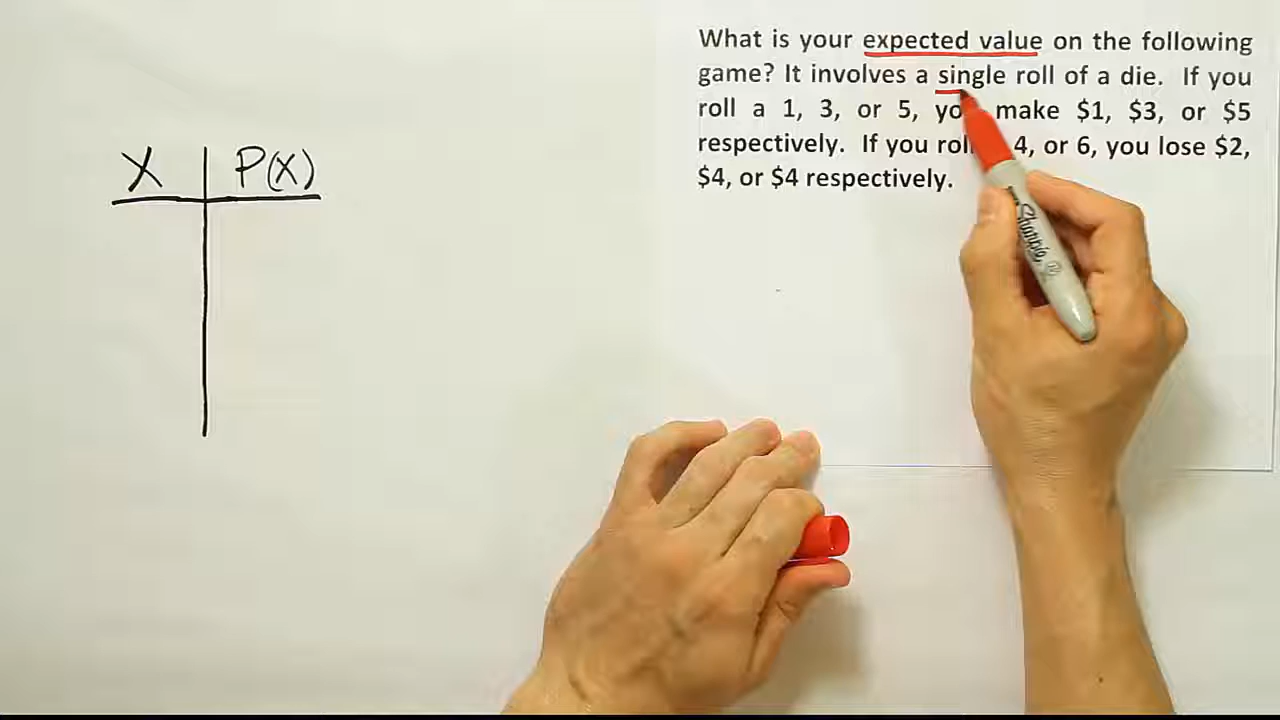 What is your expected value on the following
game? It involves a single roll of a die. If you
roll a 1, 3, or 5, make $1, $3, or $5
respectively. If you 4, or 6, you lose $2,
$4, or $4 respectively.
X P(X)
Sharpie